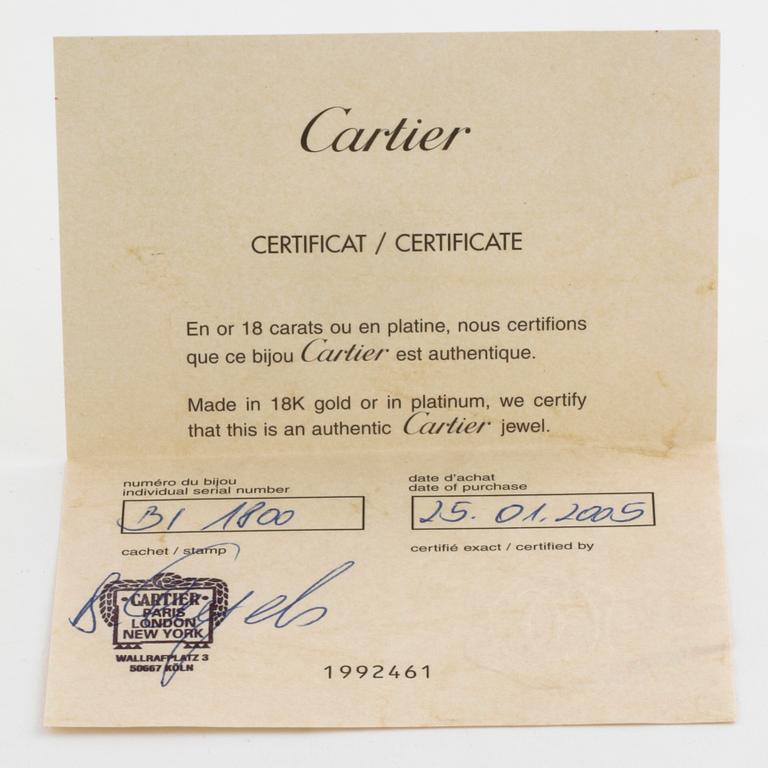 Cartier
CERTIFICAT / CERTIFICATE
En or 18 carats ou en platine, nous certifions
que ce bijou Cartier est authentique.
Made in 18K gold or in platinum, we certify
that this is an authentic Cartier jewel.
numéro du bijou
individual serial number
BI 1800
date d'achat
date of purchase
25. 01. 2005
cachet / stamp
certifié exact / certified by
CARTIER
PARIS
LONDON
NEW YORK
WALLRAFPLATZ 3
50667 KÖLN
1992461